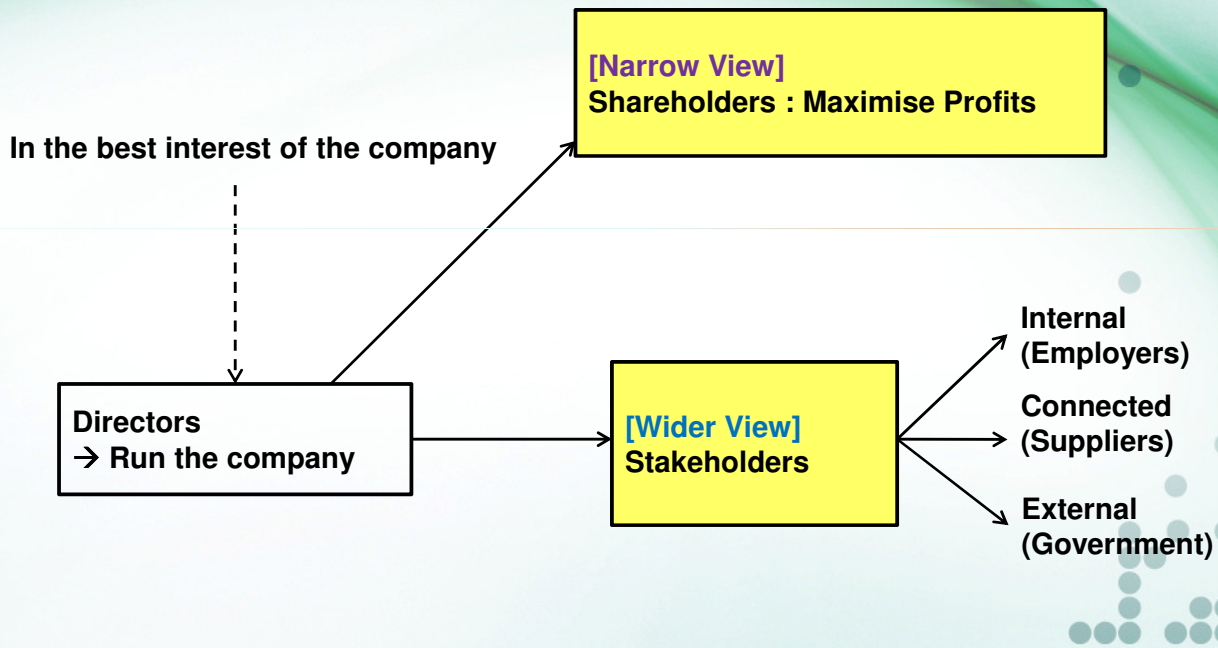 [Narrow View]
Shareholders : Maximise Profits
In the best interest of the company
Directors
→ Run the company
[Wider View]
Stakeholders
Internal
(Employers)
Connected
(Suppliers)
External
(Government)